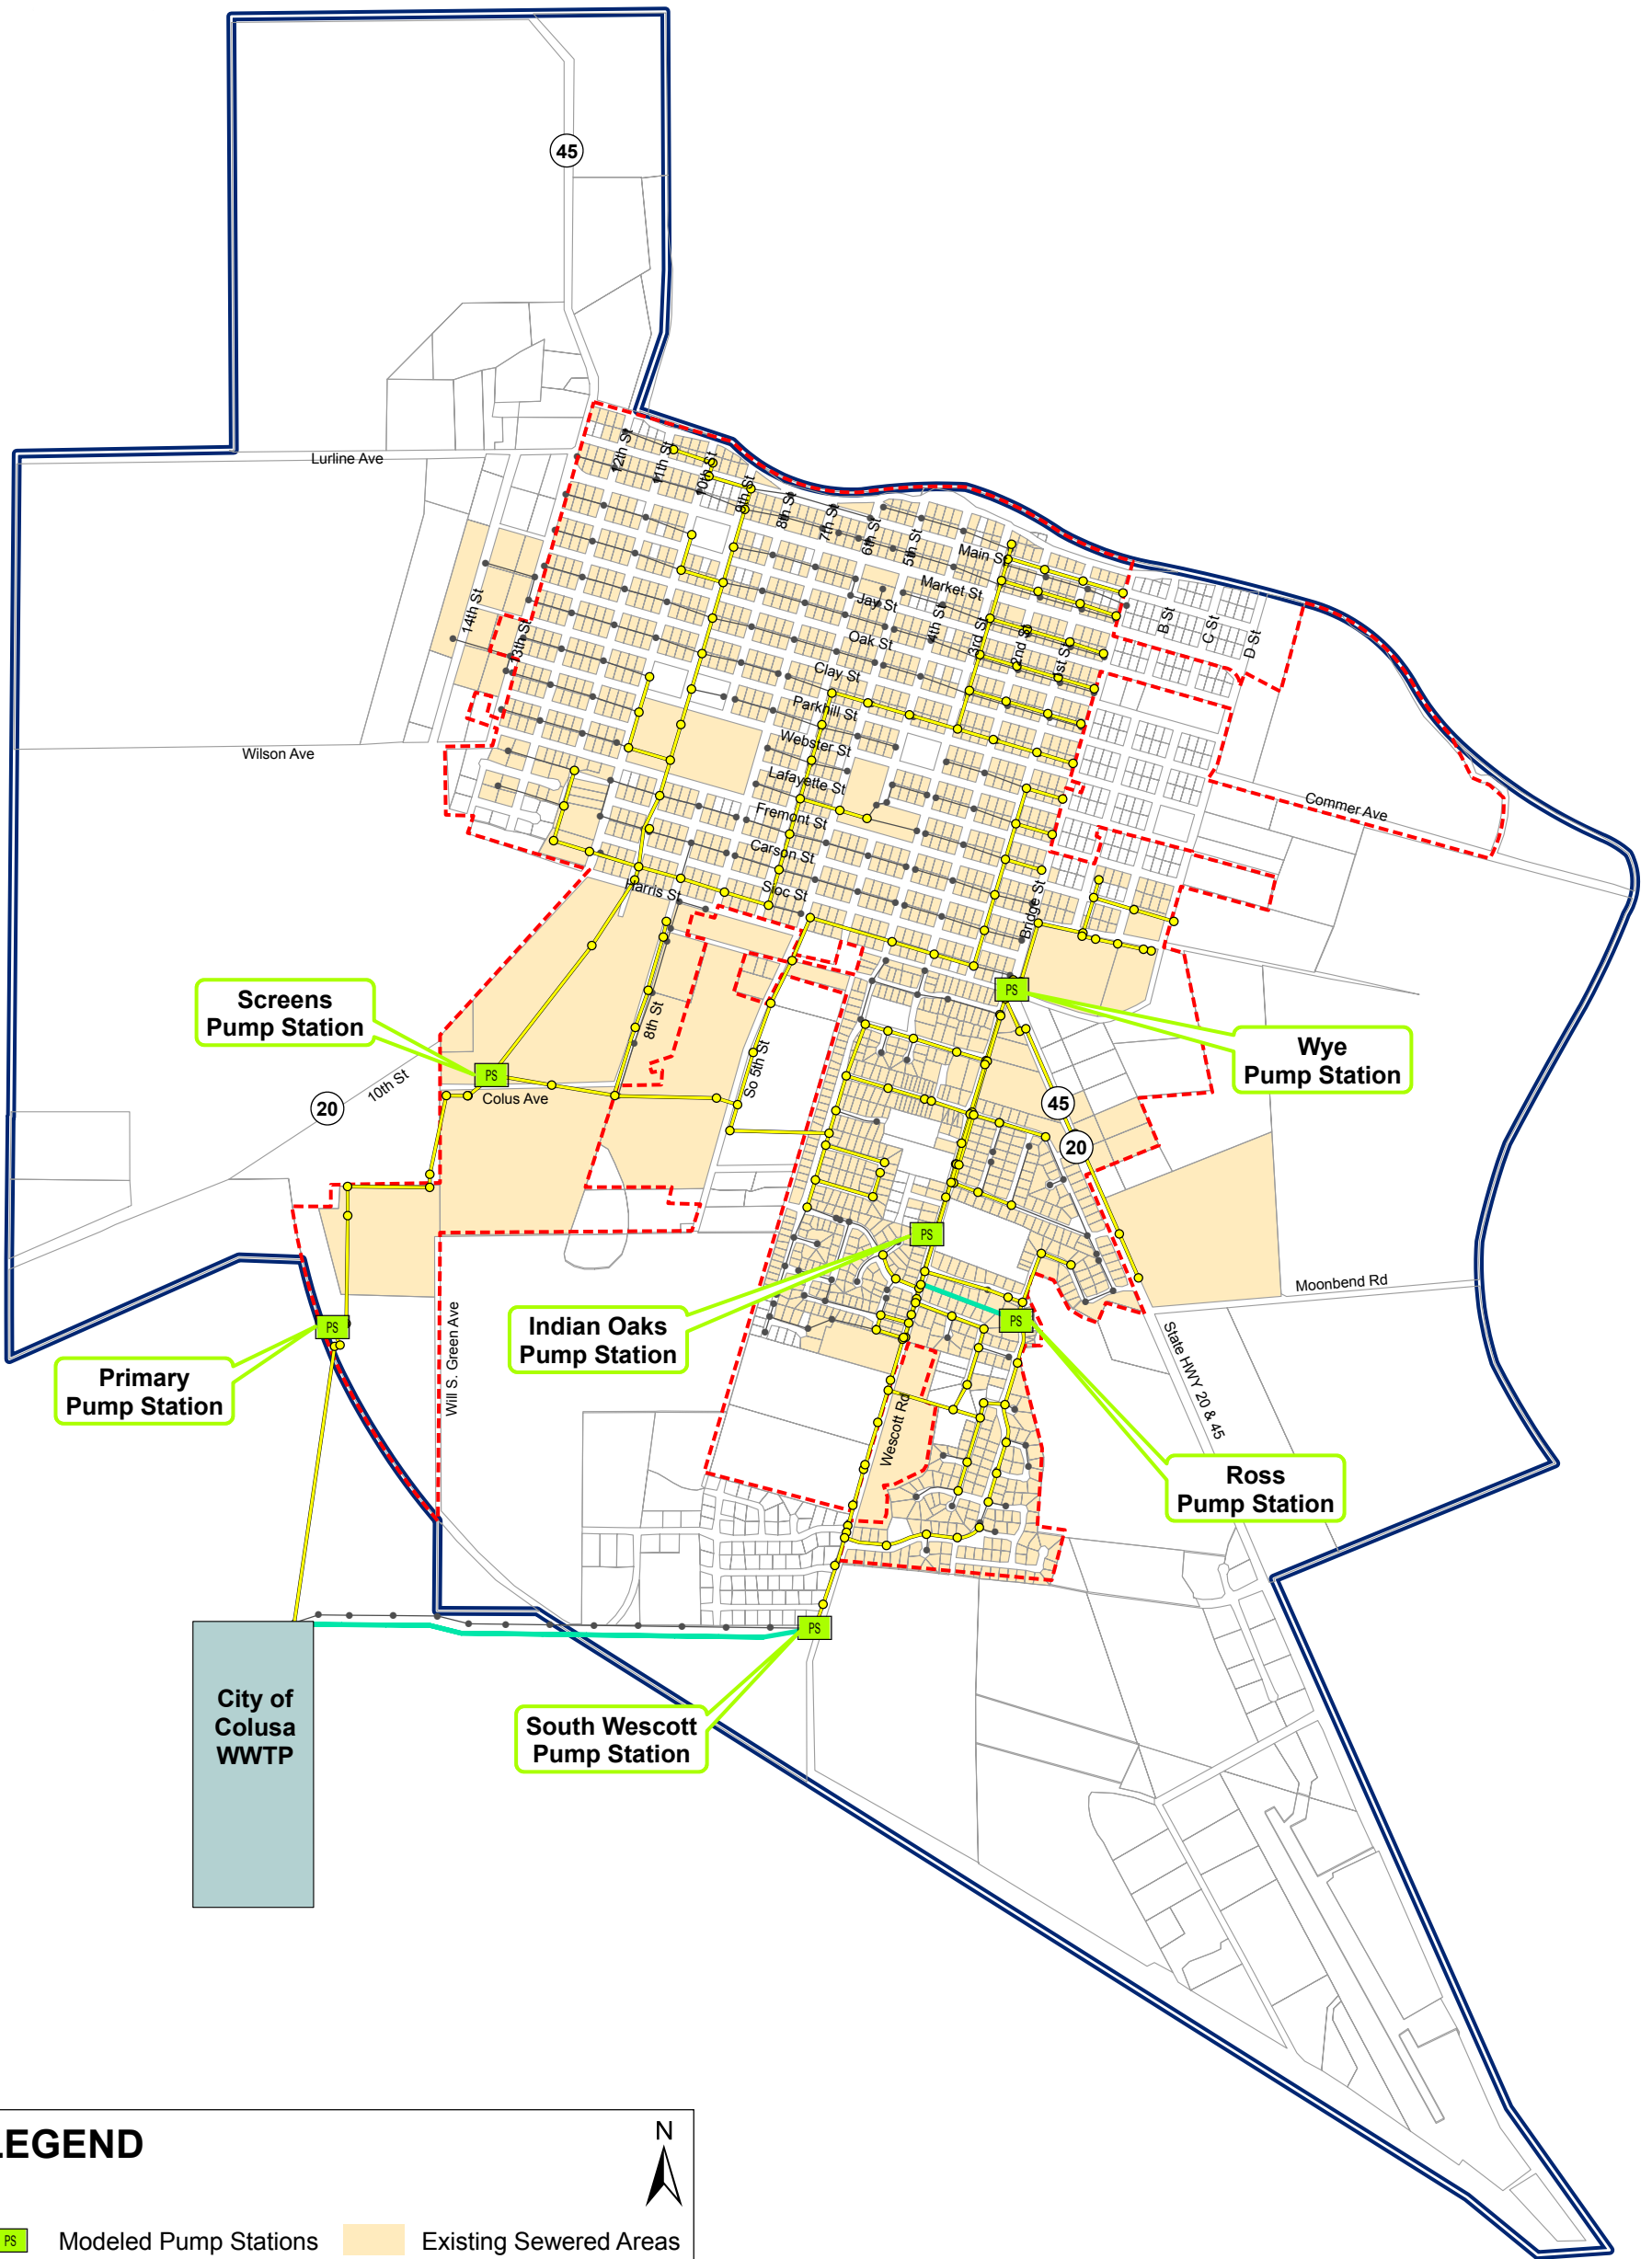 45
Lurline Ave
12th St
11th St
10th St
9th St
8th St
7th St
6th St
5th St
Main St
Market St
Jay St
4th St
Oak St
3rd St
2nd St
1st St
B St
C St
D St
14th St
13th St
Clay St
Parkhill St
Webster St
Lafayette St
Fremont St
Carson St
Sioc St
Harris St
Bridge St
Wilson Ave
Commer Ave
Screens
Pump Station
PS
8th St
So 5th St
PS
Wye
Pump Station
20
10th St
Colus Ave
45
20
PS
Indian Oaks
Pump Station
Moonbend Rd
PS
Primary
Pump Station
Will S. Green Ave
PS
Wescott Rd
State HWY 20 & 45
Ross
Pump Station
PS
City of
Colusa
WWTP
South Wescott
Pump Station
LEGEND
N
PS Modeled Pump Stations Existing Sewered Areas